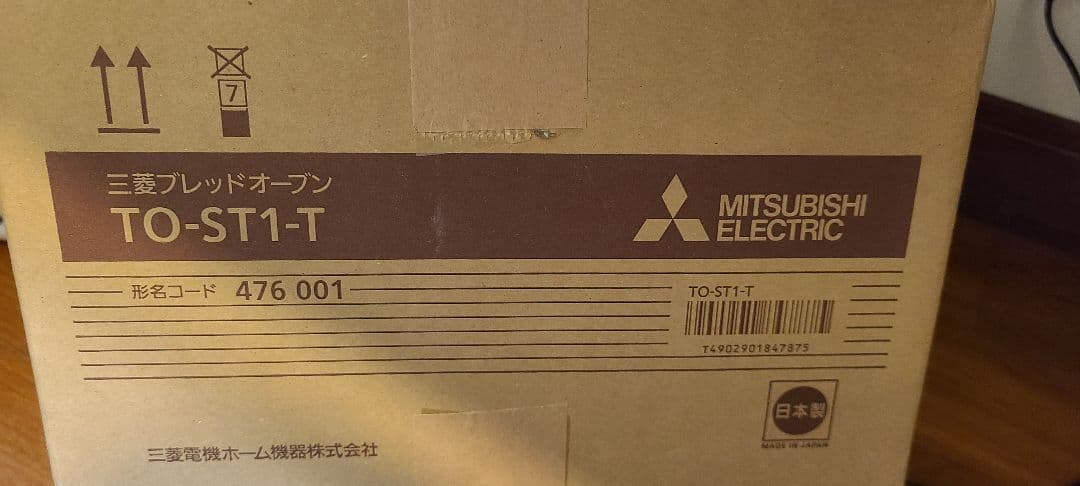 7
三菱ブレッドオーブン
TO-ST1-T
MITSUBISHI
ELECTRIC
形名コード 476 001
TO-ST1-T
T4902901847875
日本製
MADE IN JAPAN
三菱電機ホーム機器株式会社